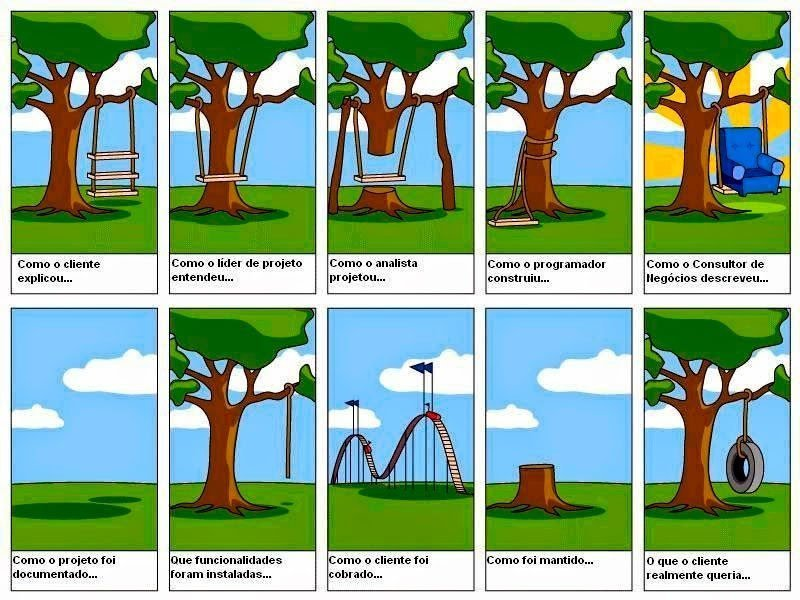 Como o cliente
explicou...
Como o líder de projeto
entendeu...
Como o analista
projetou...
Como o programador
construiu...
Como o Consultor de
Negócios descreveu...
Como o projeto foi
documentado...
Que funcionalidades
foram instaladas...
Como o cliente foi
cobrado...
Como foi mantido...
O que o cliente
realmente queria...